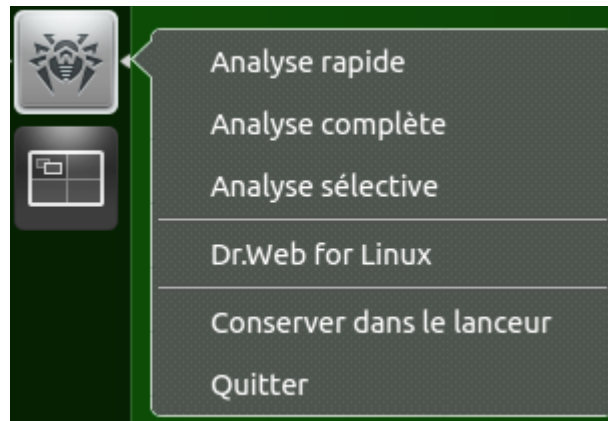 Analyse rapide
Analyse complète
Analyse sélective
Dr.Web for Linux
Conserver dans le lanceur
Quitter